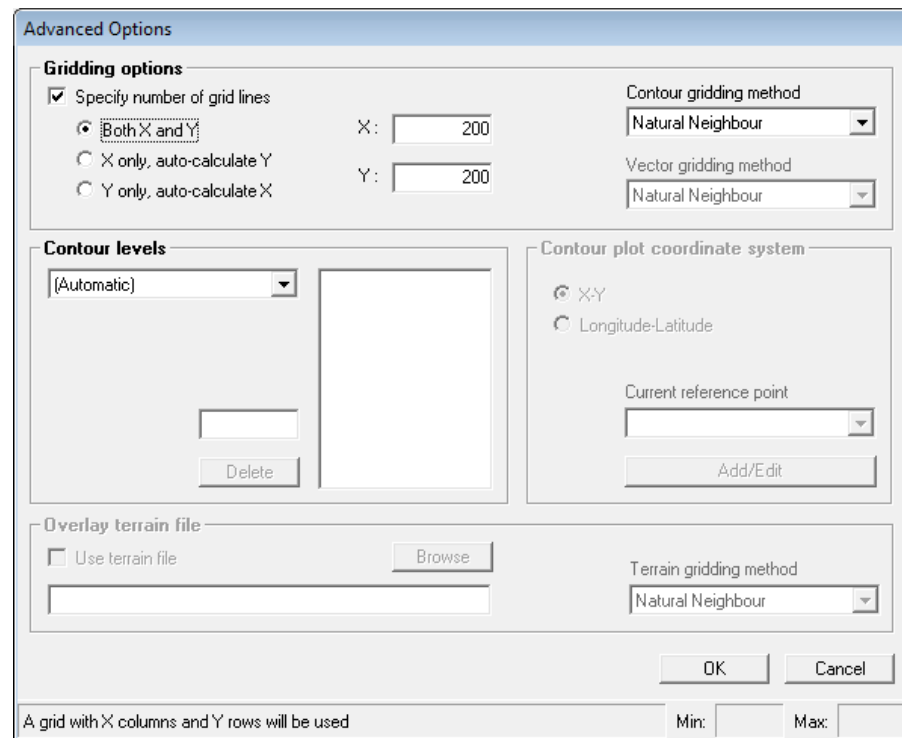 Advanced Options
Gridding options
Specify number of grid lines
Both X and Y
X only, auto-calculate Y
Y only, auto-calculate X
X: 200
Y: 200
Contour gridding method
Natural Neighbour
Vector gridding method
Natural Neighbour
Contour levels
(Automatic)
Delete
Contour plot coordinate system
X-Y
Longitude-Latitude
Current reference point
Add/Edit
Overlay terrain file
Use terrain file
Browse
Terrain gridding method
Natural Neighbour
OK
Cancel
A grid with X columns and Y rows will be used
Min:
Max: